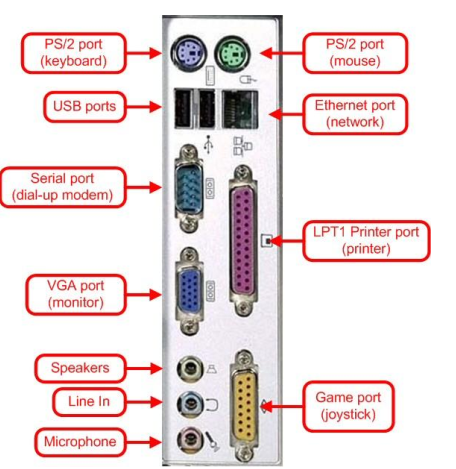 PS/2 port
(keyboard)
PS/2 port
(mouse)
USB ports
Ethernet port
(network)
Serial port
(dial-up modem)
LPT1 Printer port
(printer)
VGA port
(monitor)
Speakers
Line In
Game port
(joystick)
Microphone